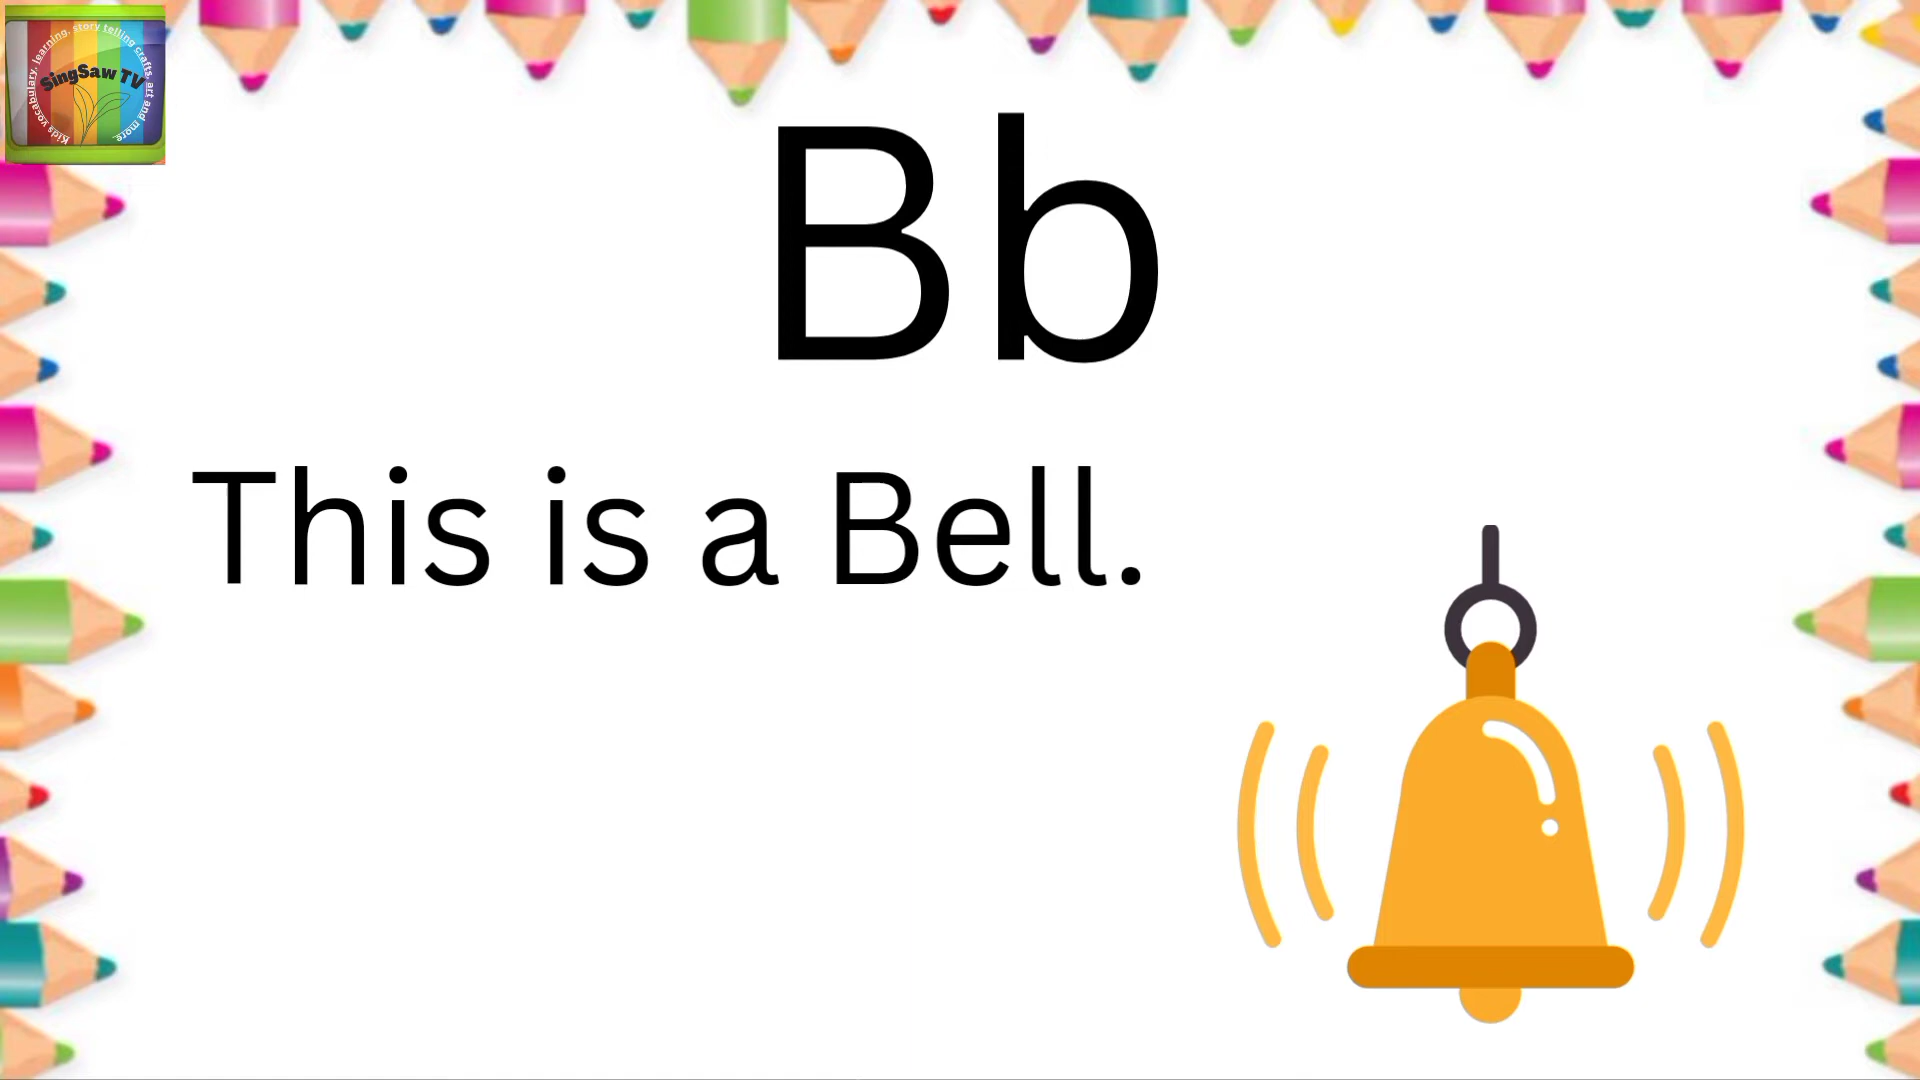 Kids vocabulary, learning, story telling crafts, art and more.
SingSaw TV
Bb
This is a Bell.